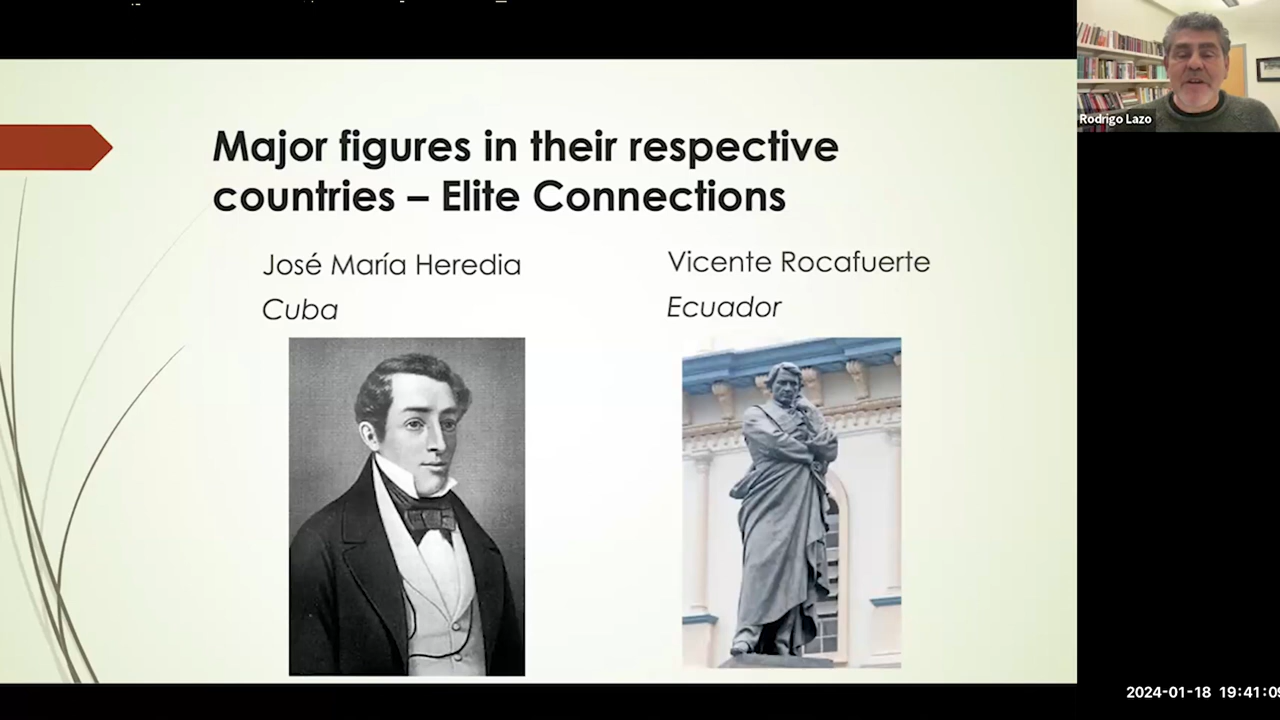 Major figures in their respective
countries – Elite Connections
José María Heredia
Cuba
Vicente Rocafuerte
Ecuador
Rodrigo Lazo
2024-01-18 19:41:09